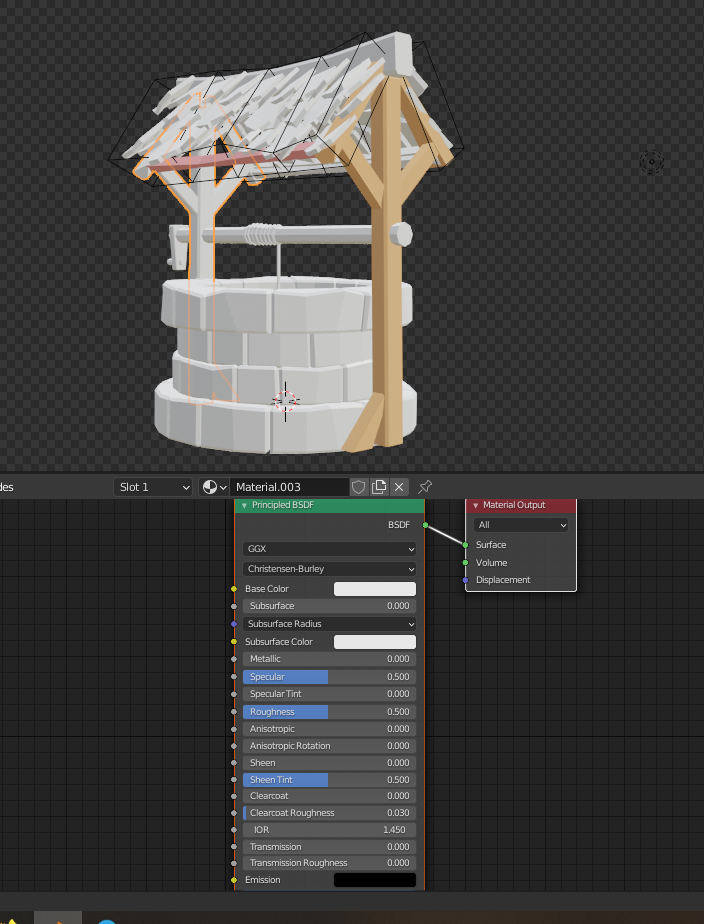 des
Slot 1
Material.003
Principled BSDF
BSDF
GGX
Christensen-Burley
Base Color
Subsurface 0.000
Subsurface Radius
Subsurface Color
Metallic 0.000
Specular 0.500
Specular Tint 0.000
Roughness 0.500
Anisotropic 0.000
Anisotropic Rotation 0.000
Sheen 0.000
Sheen Tint 0.500
Clearcoat 0.000
Clearcoat Roughness 0.030
IOR 1.450
Transmission 0.000
Transmission Roughness 0.000
Emission
Material Output
All
Surface
Volume
Displacement